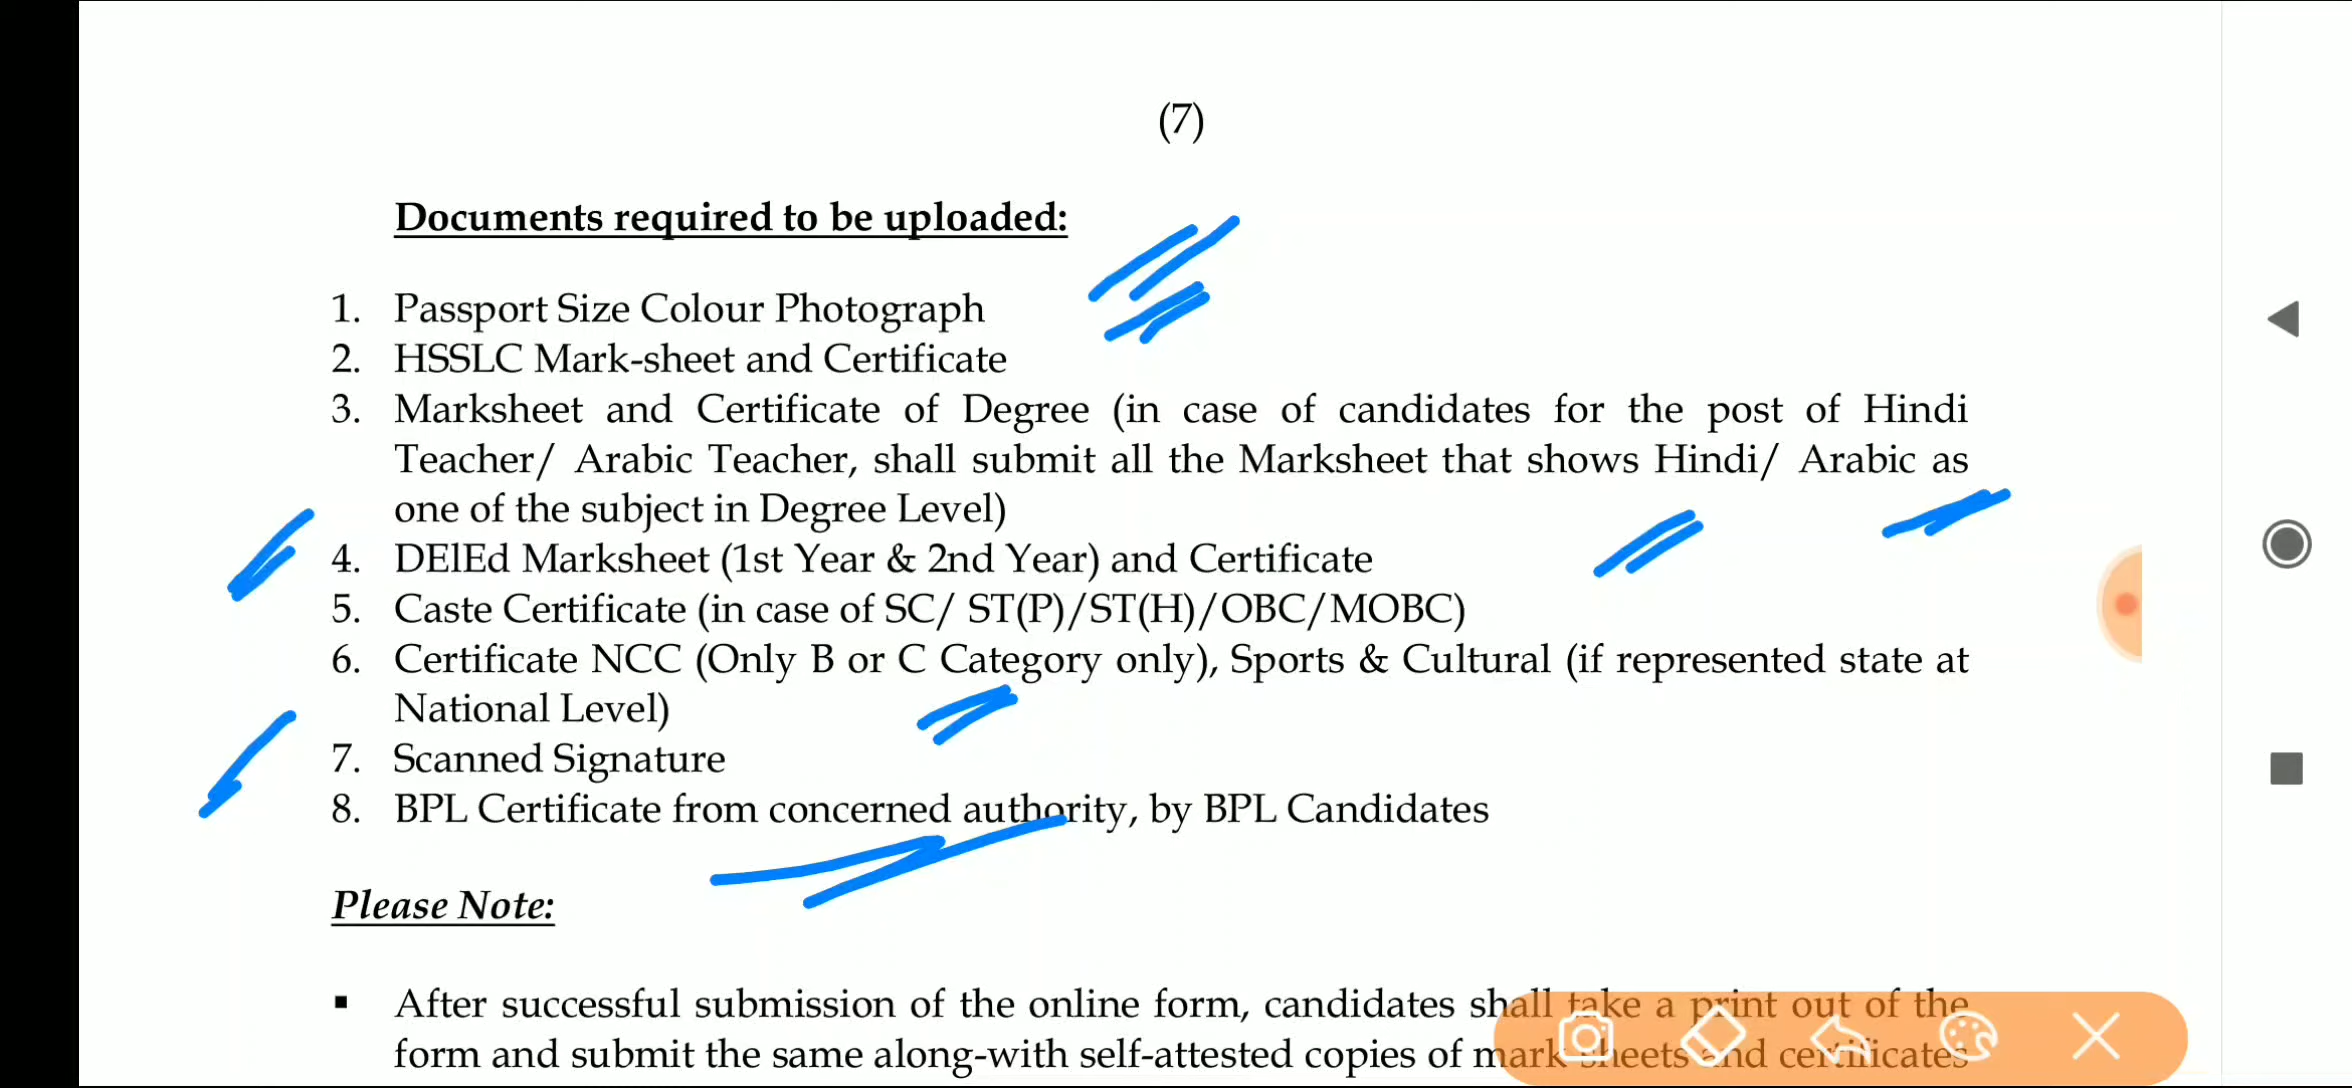 (7)
Documents required to be uploaded:
1. Passport Size Colour Photograph
2. HSSLC Mark-sheet and Certificate
3. Marksheet and Certificate of Degree (in case of candidates for the post of Hindi
Teacher/ Arabic Teacher, shall submit all the Marksheet that shows Hindi/ Arabic as
one of the subject in Degree Level)
4. DElEd Marksheet (1st Year & 2nd Year) and Certificate
5. Caste Certificate (in case of SC/ ST(P)/ST(H)/OBC/MOBC)
6. Certificate NCC (Only B or C Category only), Sports & Cultural (if represented state at
National Level)
7. Scanned Signature
8. BPL Certificate from concerned authority, by BPL Candidates
Please Note:
▪ After successful submission of the online form, candidates shall take a print out of the
form and submit the same along-with self-attested copies of mark sheets and certificates